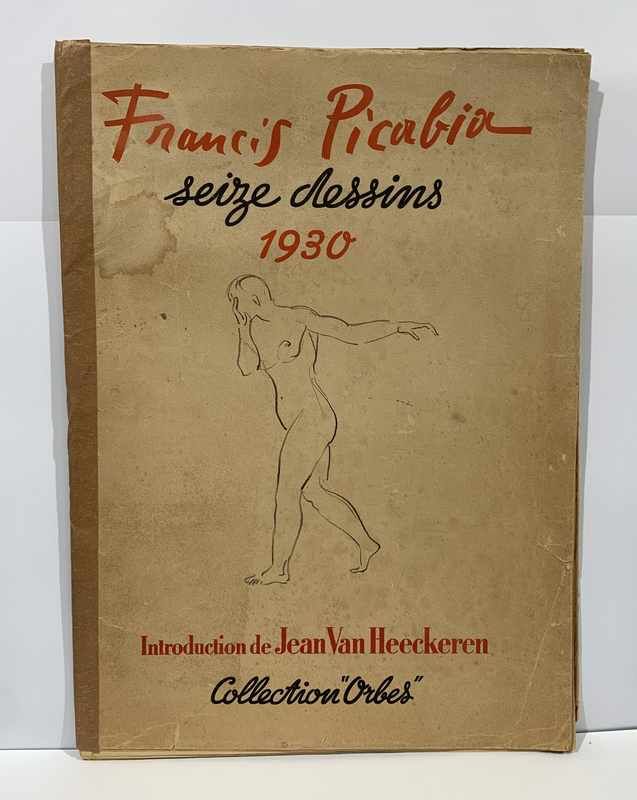 Francis Picabia
seize dessins
1930
Introduction de Jean Van Heeckeren
Collection "Orbes"